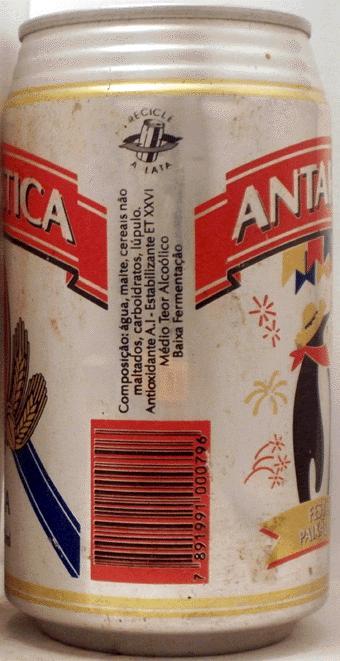 RECICLE
A LATA
TICA
ANTA
Composição: água, malte, cereais não
maltados, carboidratos, lúpulo.
Antioxidante A.I - Estabilizante ET XXVI
Médio Teor Alcoólico
Baixa Fermentação
7 891991 000796